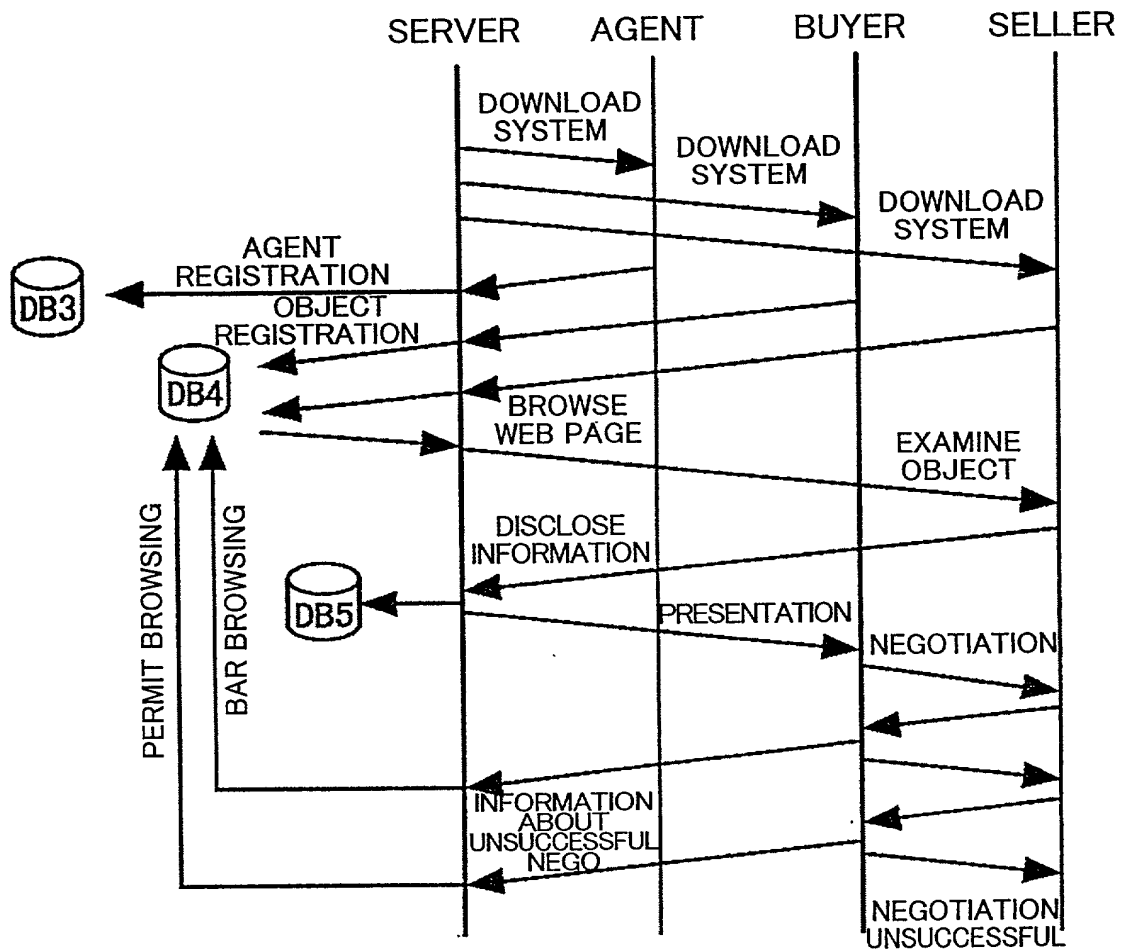 SERVER AGENT BUYER SELLER
DOWNLOAD
SYSTEM
DOWNLOAD
SYSTEM
DOWNLOAD
SYSTEM
AGENT
REGISTRATION
DB3
OBJECT
REGISTRATION
DB4
BROWSE
WEB PAGE
EXAMINE
OBJECT
PERMIT BROWSING
BAR BROWSING
DISCLOSE
INFORMATION
DB5
PRESENTATION
NEGOTIATION
INFORMATION
ABOUT
UNSUCCESSFUL
NEGO
NEGOTIATION
UNSUCCESSFUL